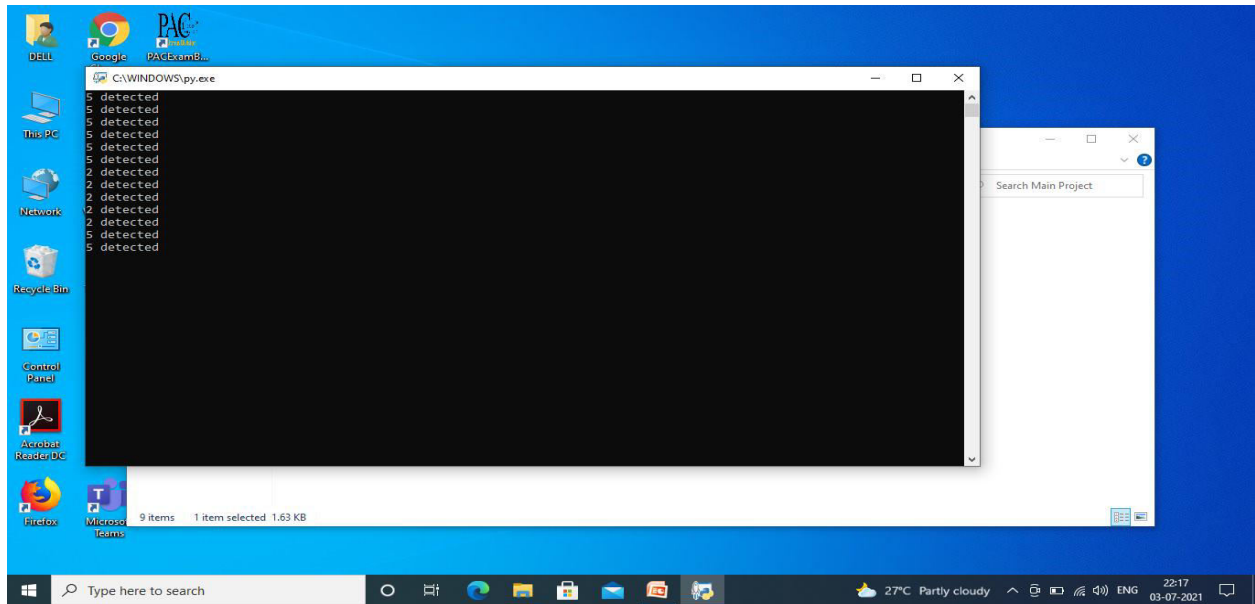 DELL
Google
PAC
PACExamB...
C:\WINDOWS\py.exe
5 detected
5 detected
5 detected
5 detected
5 detected
5 detected
2 detected
2 detected
2 detected
2 detected
2 detected
5 detected
5 detected
This PC
Network
Recycle Bin
Control
Panel
Acrobat
Reader DC
Firefox
Microsof
Teams
Search Main Project
9 items 1 item selected 1.63 KB
Type here to search
27°C Partly cloudy
ENG
22:17
03-07-2021